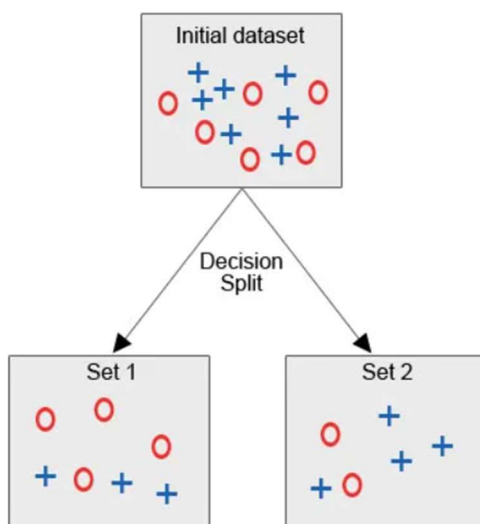 Initial dataset
Decision
Split
Set 1
Set 2